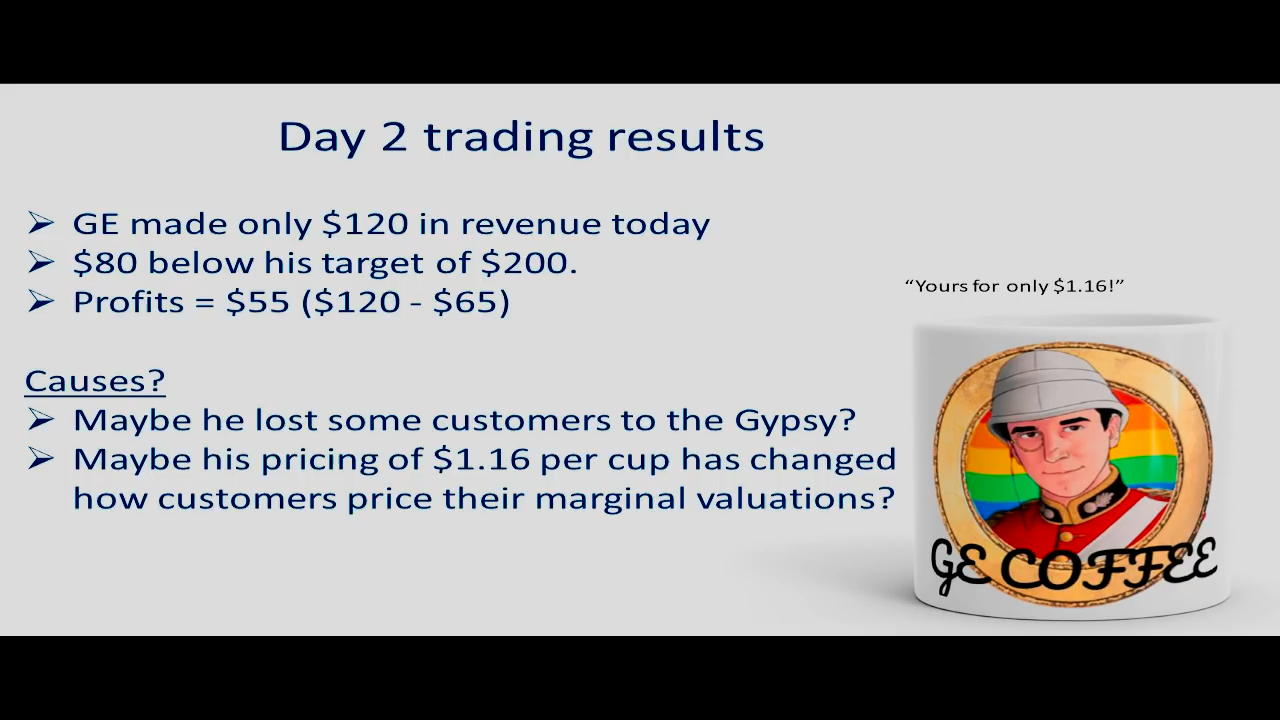 Day 2 trading results
➢ GE made only $120 in revenue today
➢ $80 below his target of $200.
➢ Profits = $55 ($120 - $65)
“Yours for only $1.16!”
Causes?
➢ Maybe he lost some customers to the Gypsy?
➢ Maybe his pricing of $1.16 per cup has changed
how customers price their marginal valuations?
GE COFFEE